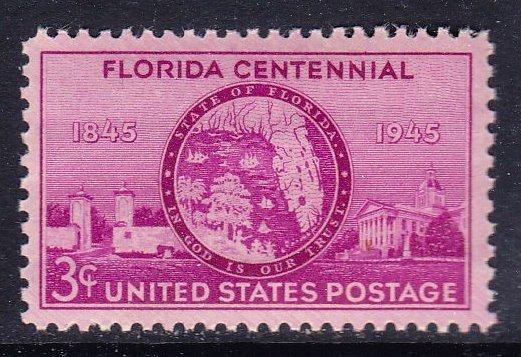 FLORIDA CENTENNIAL
1845 1945
STATE OF FLORIDA
IN GOD IS OUR TRUST
3¢ UNITED STATES POSTAGE